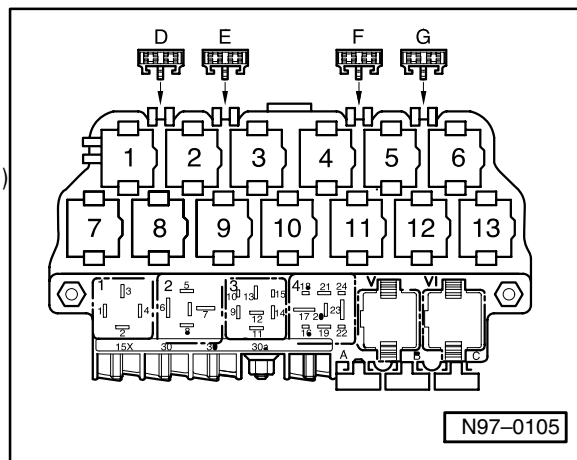 D E F G
1 2 3 4 5 6
)
7 8 9 10 11 12 13
1 2 3 4 V VI
3 1 4 2
5 6 7 8
10 13 15 9 14 12 11
18 21 24 17 20 23 16 19 22
15X 30 30 30a A B C
N97–0105